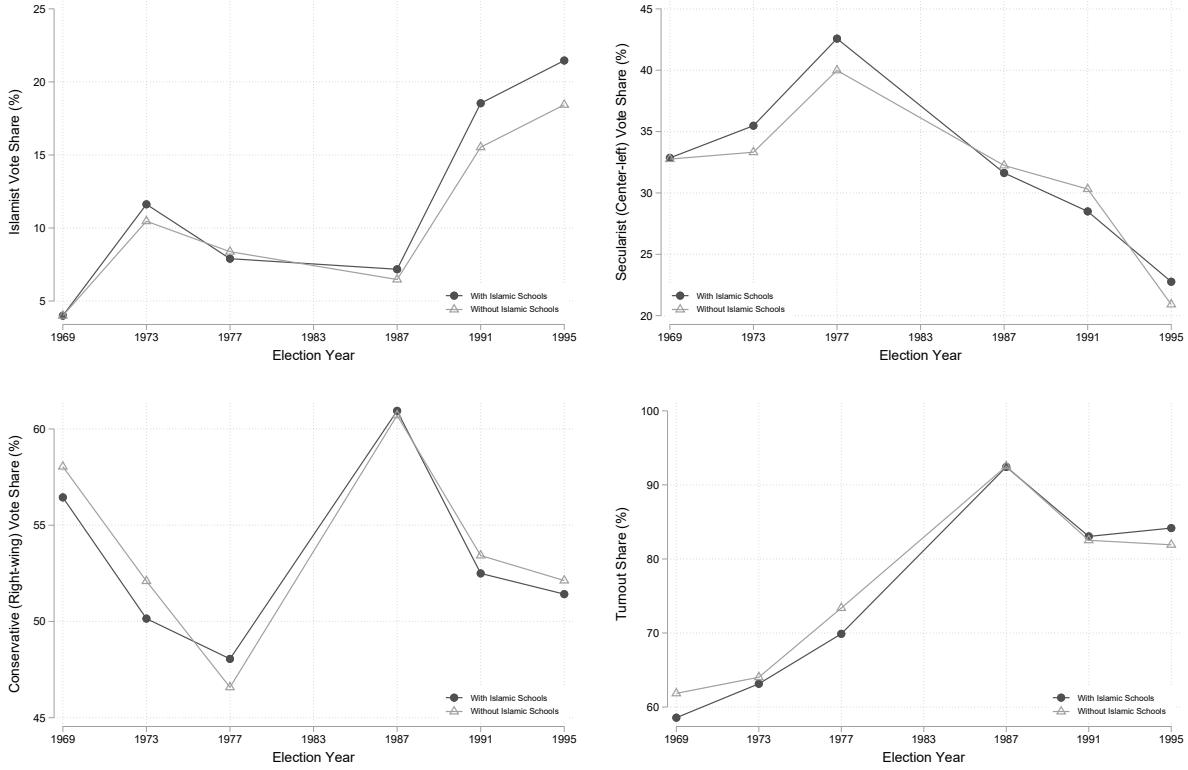 Islamist Vote Share (%)
25
20
15
10
5
With Islamic Schools
Without Islamic Schools
1969 1973 1977 1983 1987 1991 1995
Election Year
Secularist (Center-left) Vote Share (%)
45
40
35
30
25
20
With Islamic Schools
Without Islamic Schools
1969 1973 1977 1983 1987 1991 1995
Election Year
Conservative (Right-wing) Vote Share (%)
60
55
50
45
With Islamic Schools
Without Islamic Schools
1969 1973 1977 1983 1987 1991 1995
Election Year
Turnout Share (%)
100
90
80
70
60
With Islamic Schools
Without Islamic Schools
1969 1973 1977 1983 1987 1991 1995
Election Year